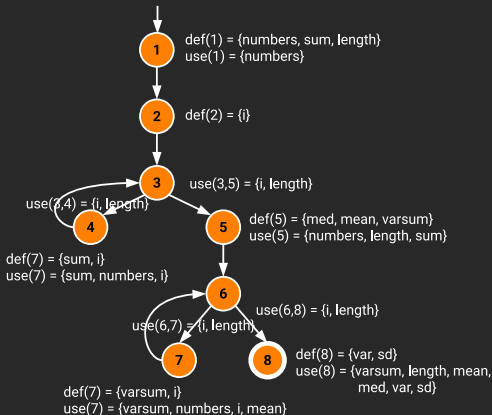 1
def(1) = {numbers, sum, length}
use(1) = {numbers}
2
def(2) = {i}
3
use(3,5) = {i, length}
use(3,4) = {i, length}
4
def(7) = {sum, i}
use(7) = {sum, numbers, i}
5
def(5) = {med, mean, varsum}
use(5) = {numbers, length, sum}
6
use(6,8) = {i, length}
use(6,7) = {i, length}
7
def(7) = {varsum, i}
use(7) = {varsum, numbers, i, mean}
8
def(8) = {var, sd}
use(8) = {varsum, length, mean,
med, var, sd}